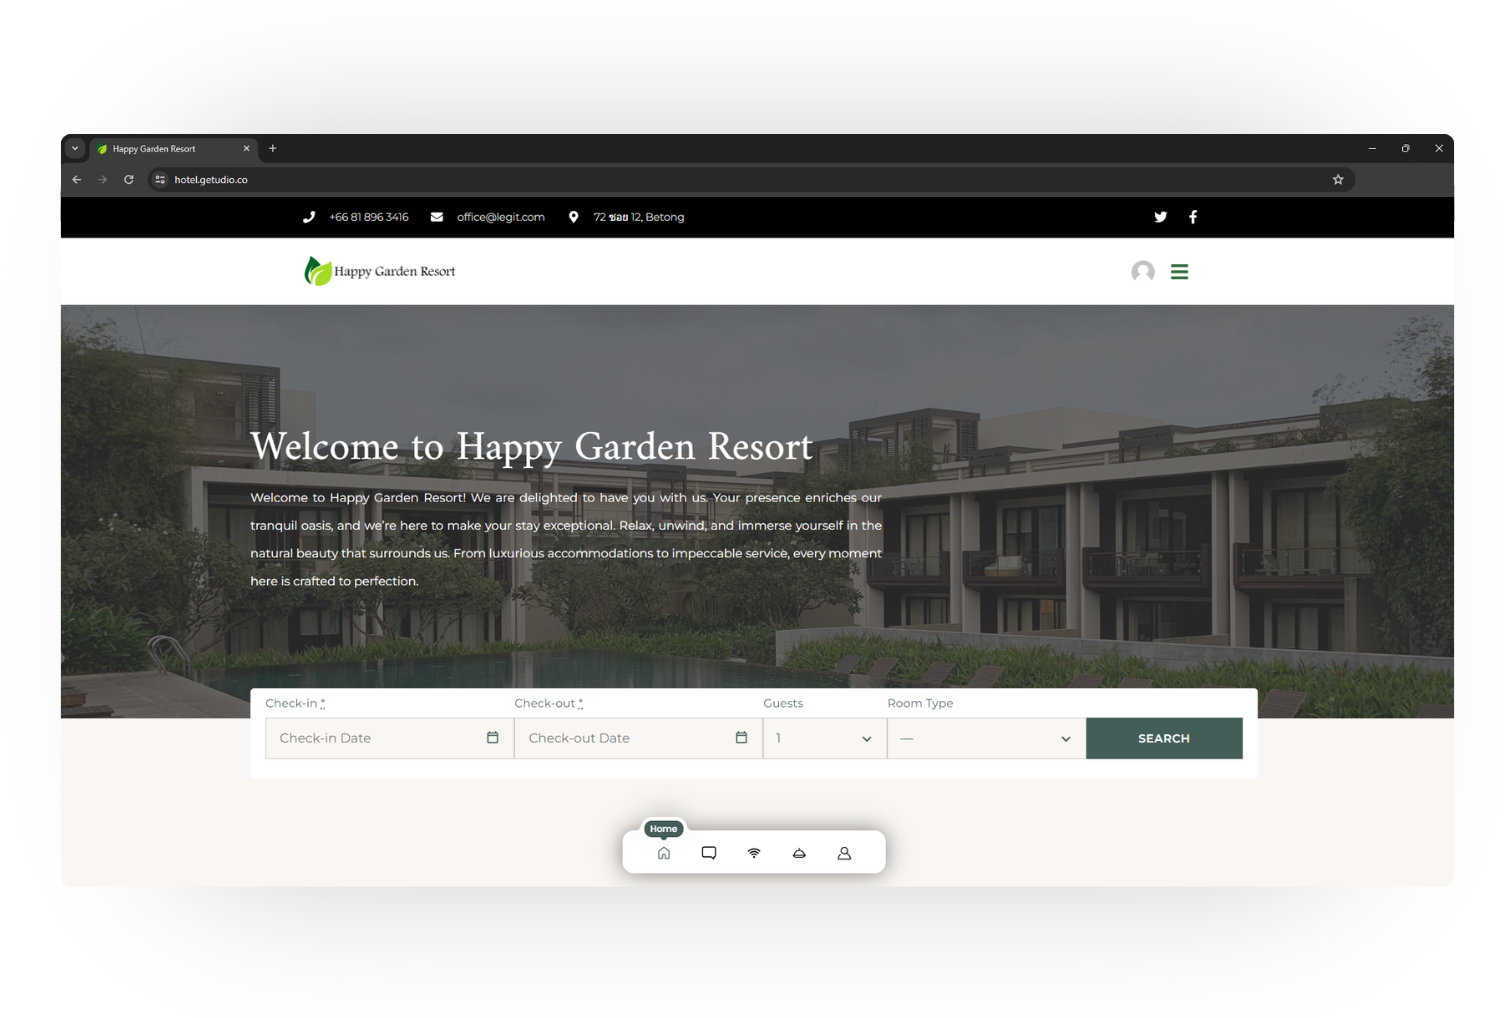 Happy Garden Resort
hotel.getudio.co
+66 81 896 3416 office@legit.com 72 ซอย 12, Betong
Happy Garden Resort
Welcome to Happy Garden Resort
Welcome to Happy Garden Resort! We are delighted to have you with us. Your presence enriches our
tranquil oasis, and we’re here to make your stay exceptional. Relax, unwind, and immerse yourself in the
natural beauty that surrounds us. From luxurious accommodations to impeccable service, every moment
here is crafted to perfection.
Check-in * Check-out * Guests Room Type
Check-in Date Check-out Date 1 — SEARCH
Home